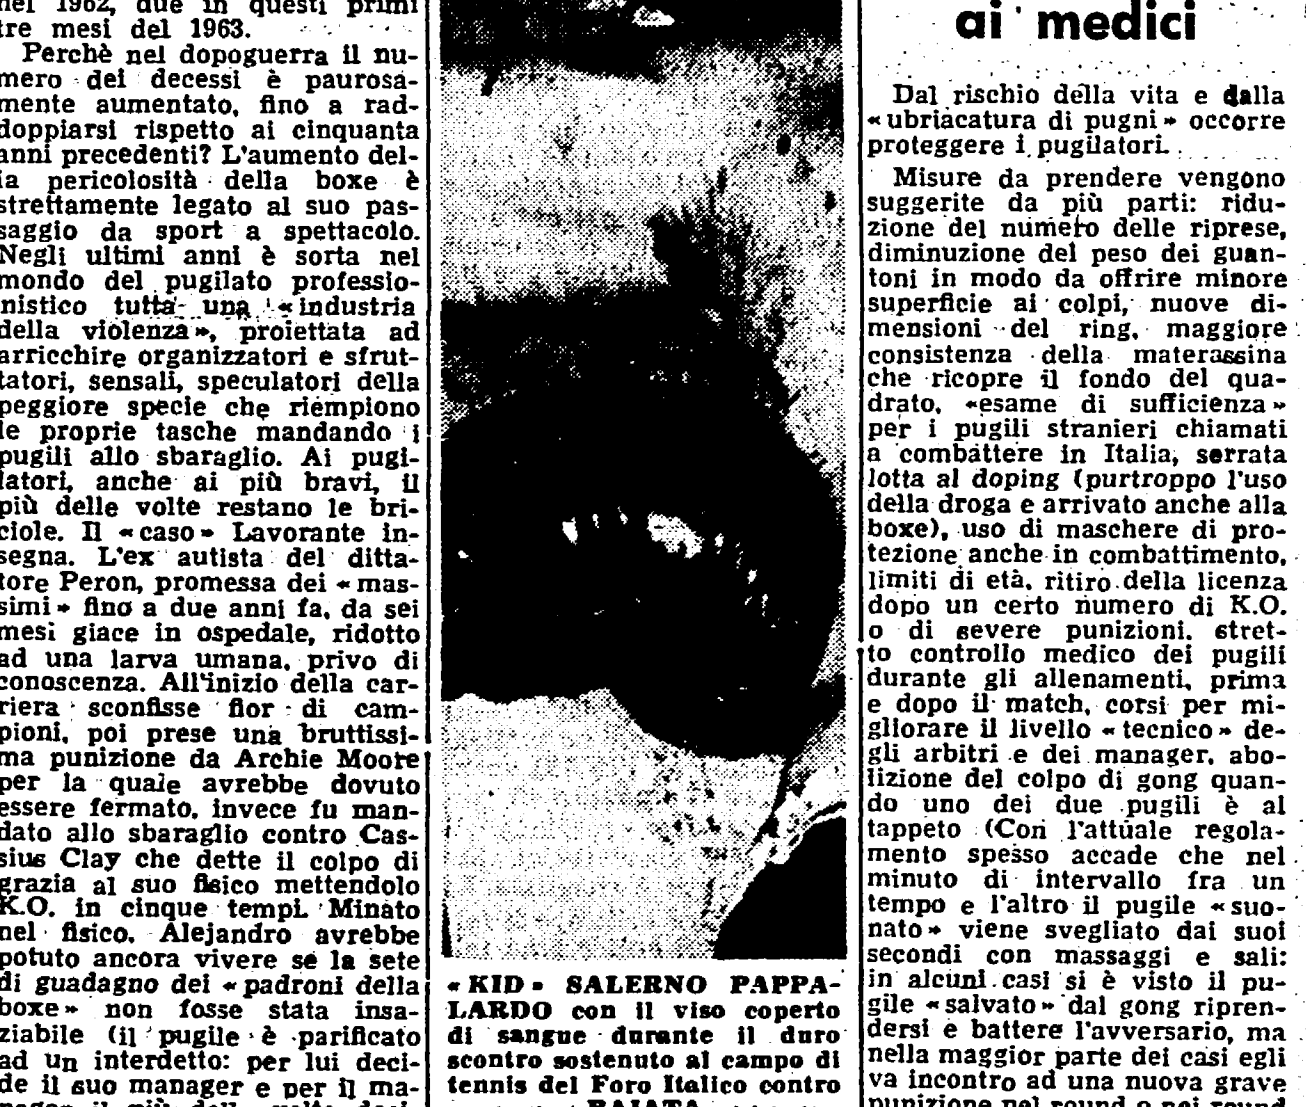 nel 1962, due in questi primi
tre mesi del 1963.
Perchè nel dopoguerra il nu-
mero dei decessi è paurosa-
mente aumentato, fino a rad-
doppiarsi rispetto ai cinquanta
anni precedenti? L'aumento del-
la pericolosità della boxe è
strettamente legato al suo pas-
saggio da sport a spettacolo.
Negli ultimi anni è sorta nel
mondo del pugilato professio-
nistico tutta una «industria
della violenza», proiettata ad
arricchire organizzatori e sfrut-
tatori, sensali, speculatori della
peggiore specie che riempiono
le proprie tasche mandando i
pugili allo sbaraglio. Ai pugi-
latori, anche ai più bravi, il
più delle volte restano le bri-
ciole. Il «caso» Lavorante in-
segna. L'ex autista del ditta-
tore Peron, promessa dei «mas-
simi» fino a due anni fa, da sei
mesi giace in ospedale, ridotto
ad una larva umana, privo di
conoscenza. All'inizio della car-
riera sconfisse fior di cam-
pioni, poi prese una bruttissi-
ma punizione da Archie Moore
per la quale avrebbe dovuto
essere fermato, invece fu man-
dato allo sbaraglio contro Cas-
sius Clay che dette il colpo di
grazia al suo fisico mettendolo
K.O. in cinque tempi. Minato
nel fisico, Alejandro avrebbe
potuto ancora vivere se la sete
di guadagno dei «padroni della
boxe» non fosse stata insa-
ziabile (il pugile è parificato
ad un interdetto: per lui deci-
de il suo manager e per il ma-
«KID» SALERNO PAPPA-
LARDO con il viso coperto
di sangue durante il duro
scontro sostenuto al campo di
tennis del Foro Italico contro
RAJATA
ai medici
Dal rischio della vita e dalla
«ubriacatura di pugni» occorre
proteggere i pugilatori.
Misure da prendere vengono
suggerite da più parti: ridu-
zione del numero delle riprese,
diminuzione del peso dei guan-
toni in modo da offrire minore
superficie ai colpi, nuove di-
mensioni del ring, maggiore
consistenza della materassina
che ricopre il fondo del qua-
drato, «esame di sufficienza»
per i pugili stranieri chiamati
a combattere in Italia, serrata
lotta al doping (purtroppo l'uso
della droga e arrivato anche alla
boxe), uso di maschere di pro-
tezione anche in combattimento,
limiti di età, ritiro della licenza
dopo un certo numero di K.O.
o di severe punizioni, stret-
to controllo medico dei pugili
durante gli allenamenti, prima
e dopo il match, corsi per mi-
gliorare il livello «tecnico» de-
gli arbitri e dei manager, abo-
lizione del colpo di gong quan-
do uno dei due pugili è al
tappeto (Con l'attuale regola-
mento spesso accade che nel
minuto di intervallo fra un
tempo e l'altro il pugile «suo-
nato» viene svegliato dai suoi
secondi con massaggi e sali:
in alcuni casi si è visto il pu-
gile «salvato» dal gong ripren-
dersi e battere l'avversario, ma
nella maggior parte dei casi egli
va incontro ad una nuova grave
punizione nel round o nei round